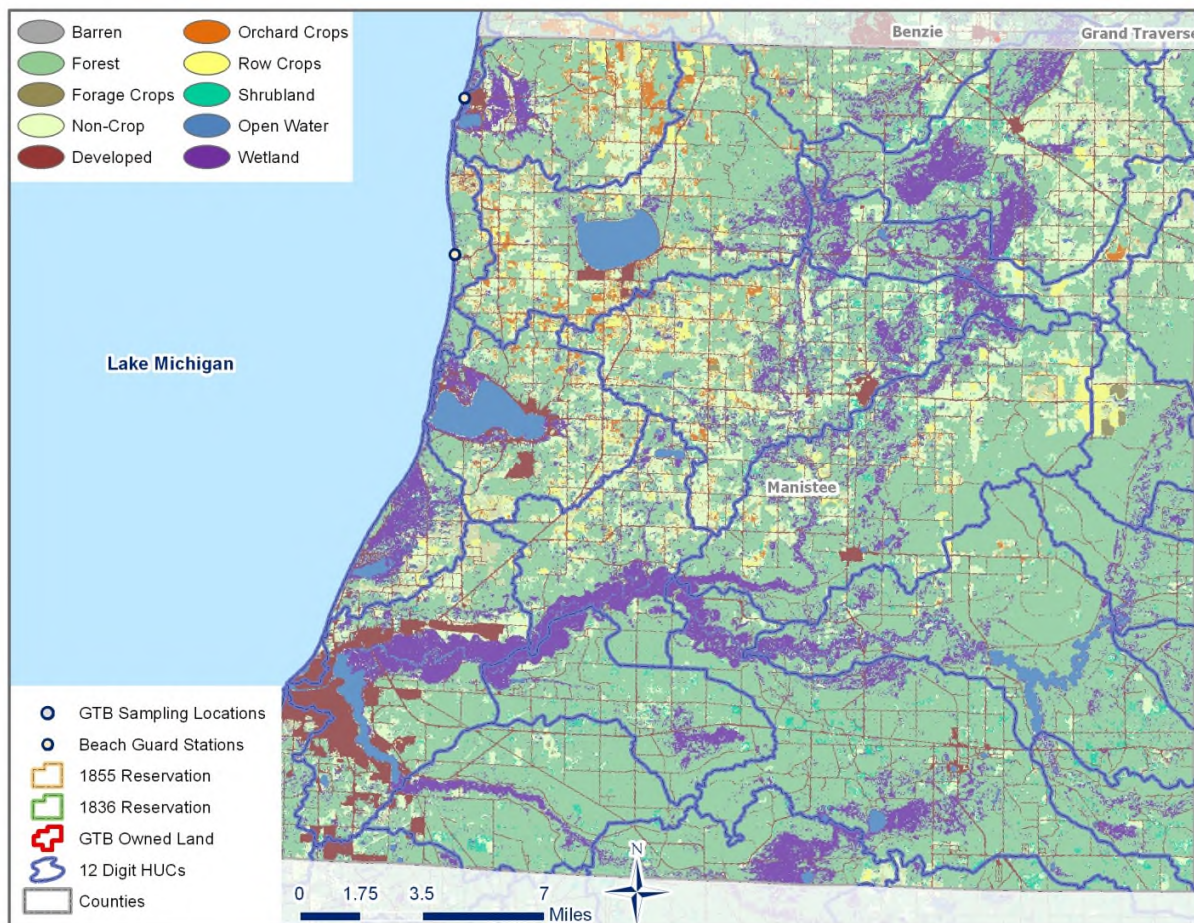 Barren
Forest
Forage Crops
Non-Crop
Developed
Orchard Crops
Row Crops
Shrubland
Open Water
Wetland
Benzie
Grand Traverse
Lake Michigan
Manistee
GTB Sampling Locations
Beach Guard Stations
1855 Reservation
1836 Reservation
GTB Owned Land
12 Digit HUCs
Counties
N
0 1.75 3.5 7
Miles